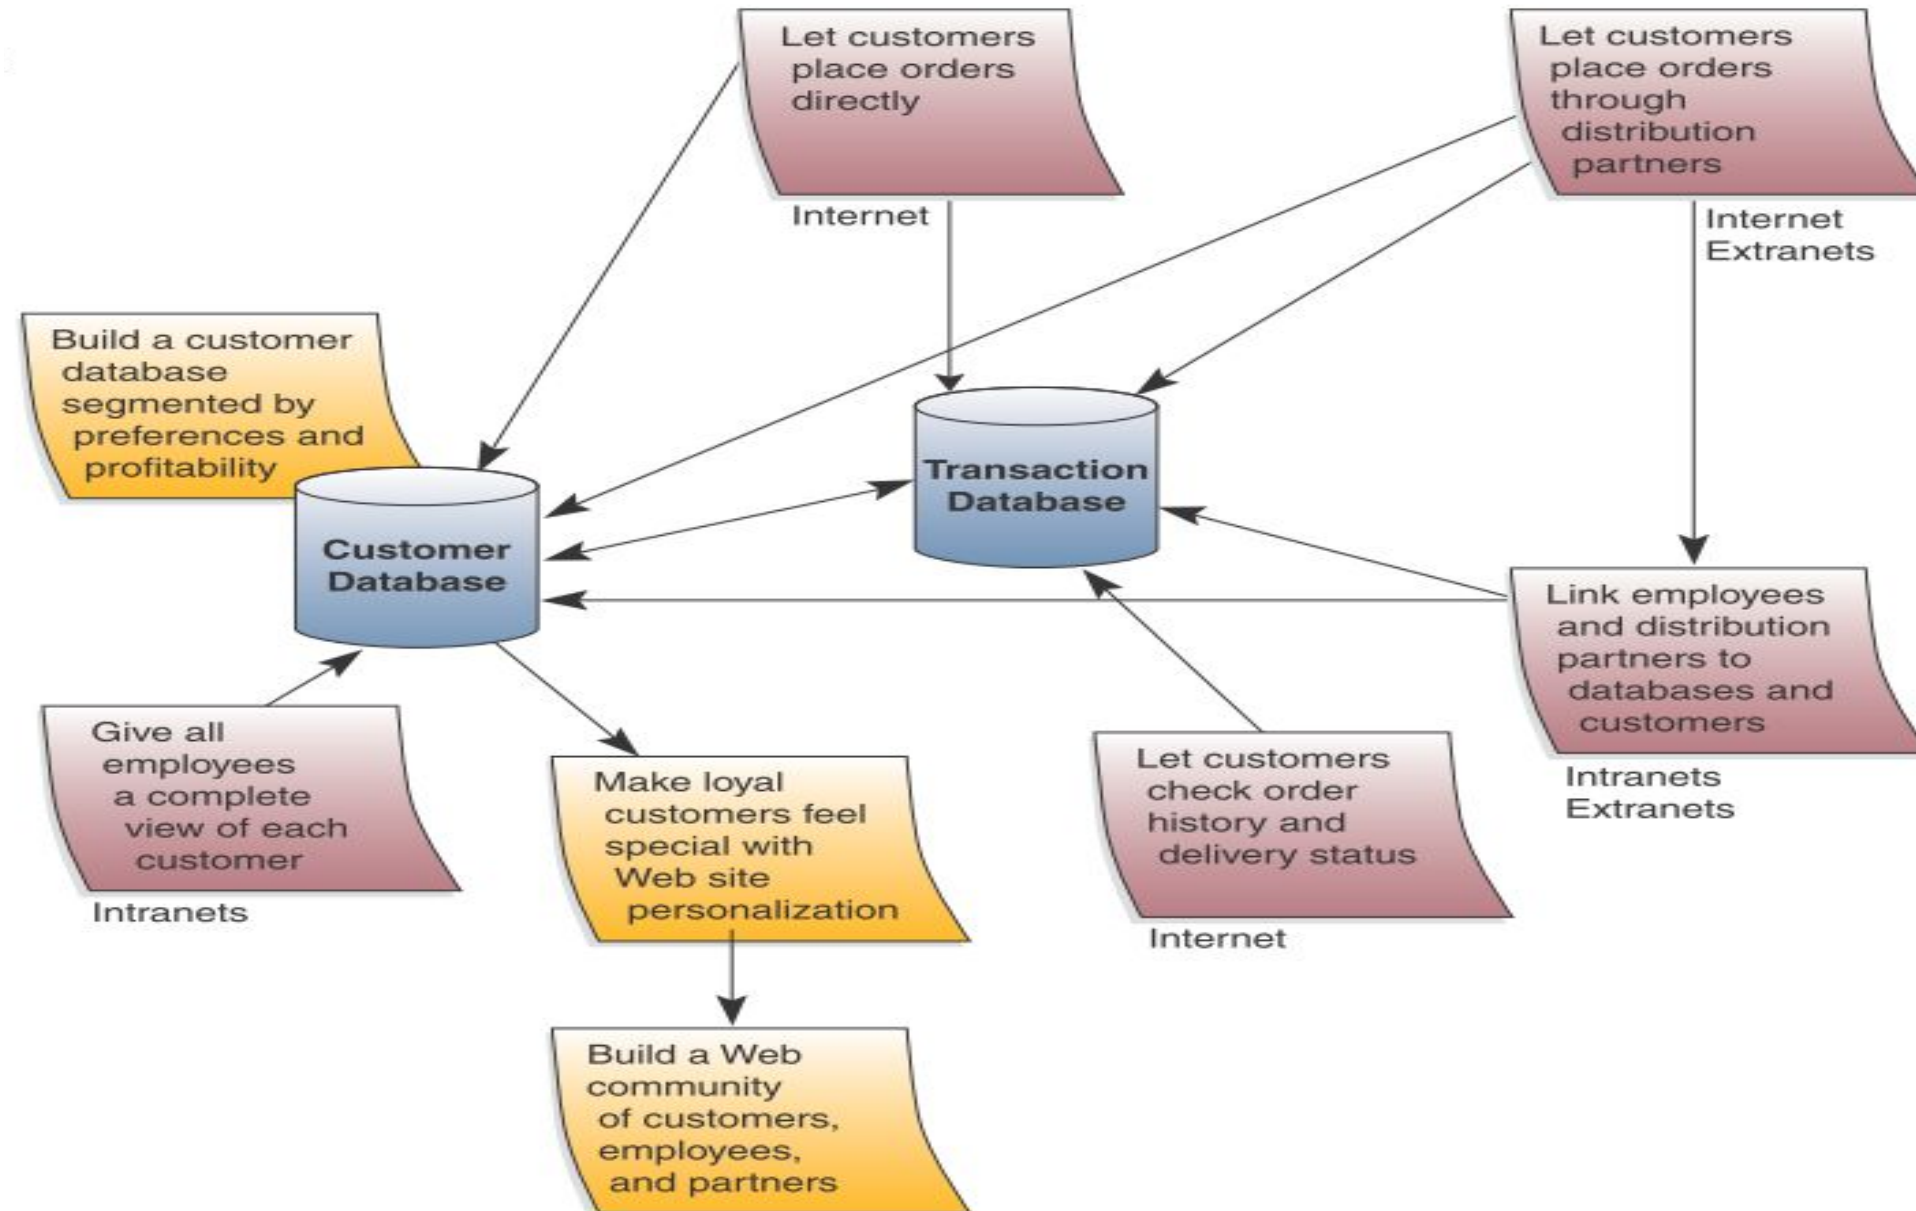 Let customers
place orders
directly
Internet
Let customers
place orders
through
distribution
partners
Internet
Extranets
Build a customer
database
segmented by
preferences and
profitability
Customer
Database
Transaction
Database
Link employees
and distribution
partners to
databases and
customers
Intranets
Extranets
Give all
employees
a complete
view of each
customer
Intranets
Make loyal
customers feel
special with
Web site
personalization
Let customers
check order
history and
delivery status
Internet
Build a Web
community
of customers,
employees,
and partners